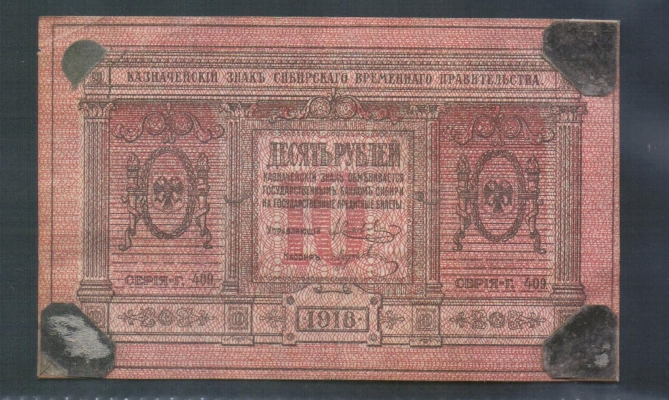 КАЗНАЧЕЙСКІЙ ЗНАКЪ СИБИРСКАГО ВРЕМЕННАГО ПРАВИТЕЛЬСТВА.
ДЕСЯТЬ РУБЛЕЙ
КАЗНАЧЕЙСКІЙ ЗНАКЪ ОБМѢНИВАЕТСЯ
ГОСУДАРСТВЕННЫМЪ БАНКОМЪ СИБИРИ
НА ГОСУДАРСТВЕННЫЕ КРЕДИТНЫЕ БИЛЕТЫ.
10
Управляющій
Кассиръ
СЕРІЯ-Г. 409
СЕРІЯ-Г. 409
1918